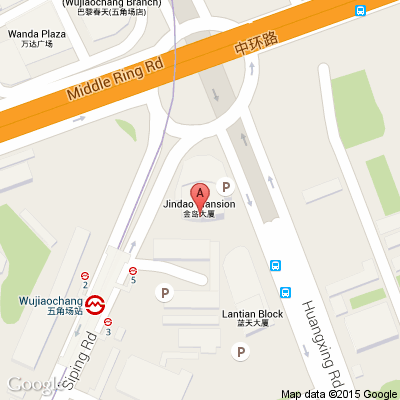 (Wujiaochang Branch)
巴黎春天(五角场店)
Wanda Plaza
万达广场
中环路
Middle Ring Rd
A
P
Jindao Mansion
金岛大厦
2
5
Wujiaochang
五角场站
P
3
Siping Rd
Lantian Block
蓝天大厦
P
Huangxing Rd
Google
Map data ©2015 Google